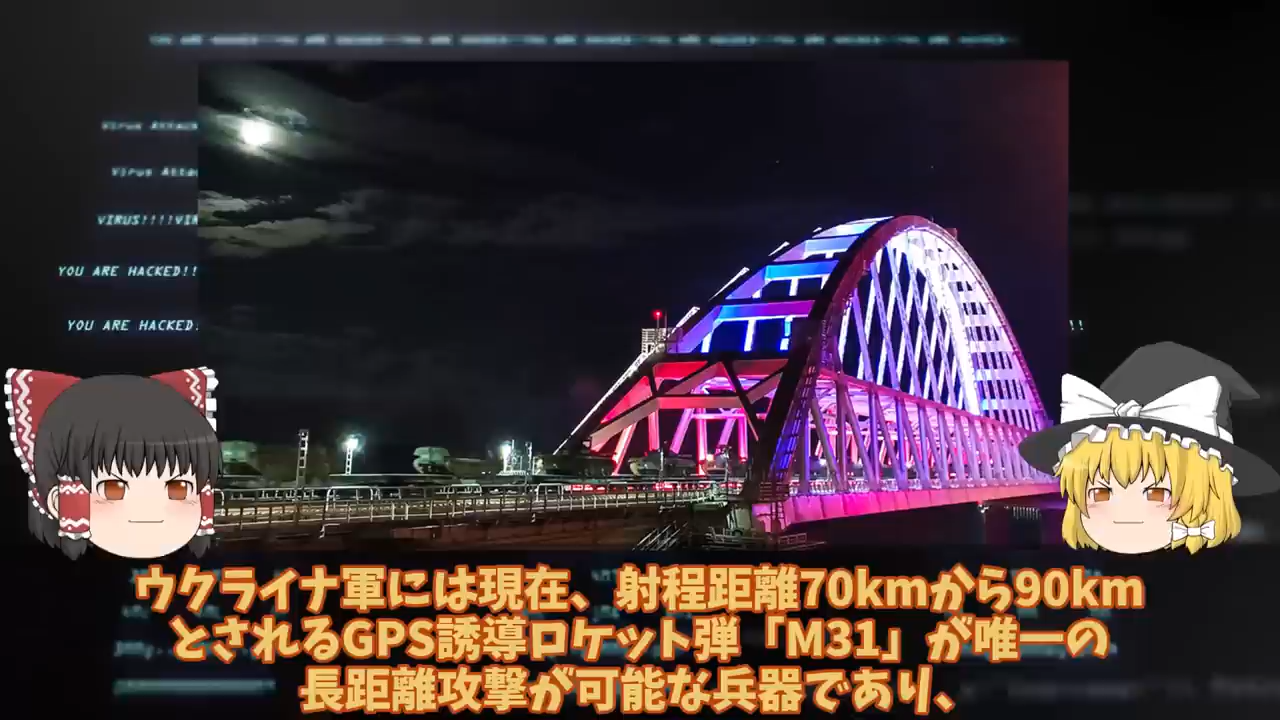 Virus Attack
Virus Atta
VIRUS!!!!VIR
YOU ARE HACKED!!
YOU ARE HACKED
!!
ウクライナ軍には現在、射程距離70kmから90km
とされるGPS誘導ロケット弾「M31」が唯一の
長距離攻撃が可能な兵器であり、